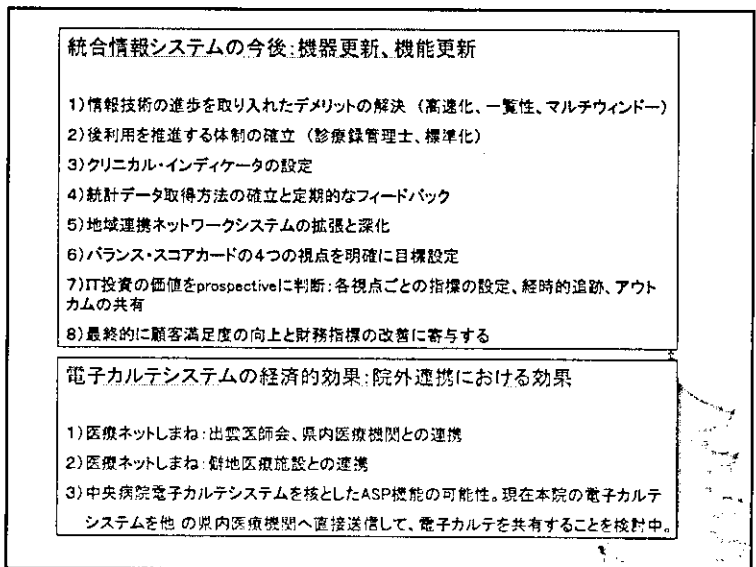 統合情報システムの今後:機器更新、機能更新
1)情報技術の進歩を取り入れたデメリットの解決 (高速化、一覧性、マルチウィンドー)
2)後利用を推進する体制の確立 (診療録管理士、標準化)
3)クリニカル・インディケータの設定
4)統計データ取得方法の確立と定期的なフィードバック
5)地域連携ネットワークシステムの拡張と深化
6)バランス・スコアカードの4つの視点を明確に目標設定
7)IT投資の価値をprospectiveに判断:各視点ごとの指標の設定、経時的追跡、アウト
カムの共有
8)最終的に顧客満足度の向上と財務指標の改善に寄与する
電子カルテシステムの経済的効果:院外連携における効果
1)医療ネットしまね:出雲医師会、県内医療機関との連携
2)医療ネットしまね:僻地医療施設との連携
3)中央病院電子カルテシステムを核としたASP機能の可能性。現在本院の電子カルテ
システムを他 の県内医療機関へ直接送信して、電子カルテを共有することを検討中。